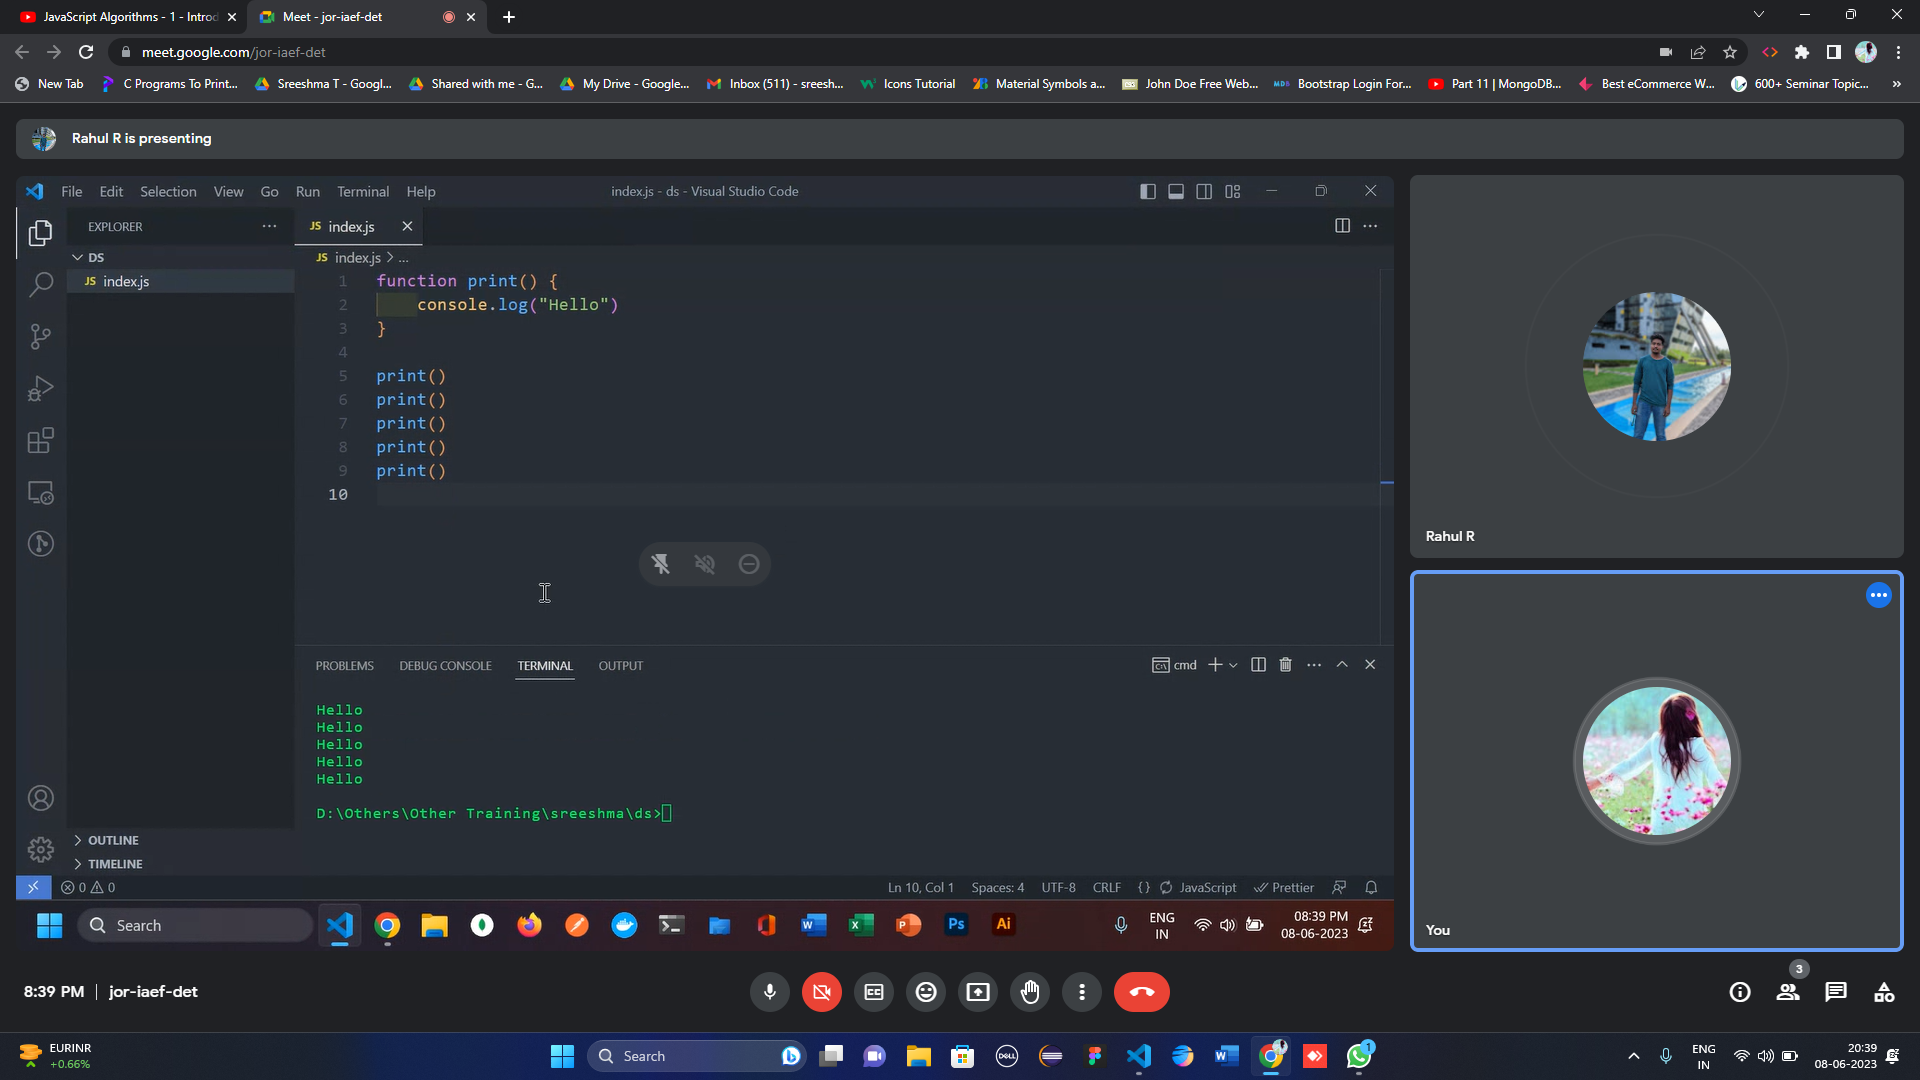 JavaScript Algorithms - 1 - Introd
Meet - jor-iaef-det
meet.google.com/jor-iaef-det
New Tab
C Programs To Print...
Sreeshma T - Googl...
Shared with me - G...
My Drive - Google...
Inbox (511) - sreesh...
Icons Tutorial
Material Symbols a...
John Doe Free Web...
Bootstrap Login For...
Part 11 | MongoDB...
Best eCommerce W...
600+ Seminar Topic...
»
Rahul R is presenting
File Edit Selection View Go Run Terminal Help
index.js - ds - Visual Studio Code
EXPLORER
JS index.js
DS
JS index.js > ...
JS index.js
1 function print() {
2 console.log("Hello")
3 }
4
5 print()
6 print()
7 print()
8 print()
9 print()
10
Rahul R
PROBLEMS DEBUG CONSOLE TERMINAL OUTPUT
cmd
Hello
Hello
Hello
Hello
Hello
D:\Others\Other Training\sreeshma\ds>
OUTLINE
TIMELINE
0 0
Ln 10, Col 1 Spaces: 4 UTF-8 CRLF {} JavaScript Prettier
Search
Ps
Ai
ENG
IN
08:39 PM
08-06-2023
You
8:39 PM | jor-iaef-det
3
EURINR
+0.66%
Search
DELL
1
ENG
IN
20:39
08-06-2023